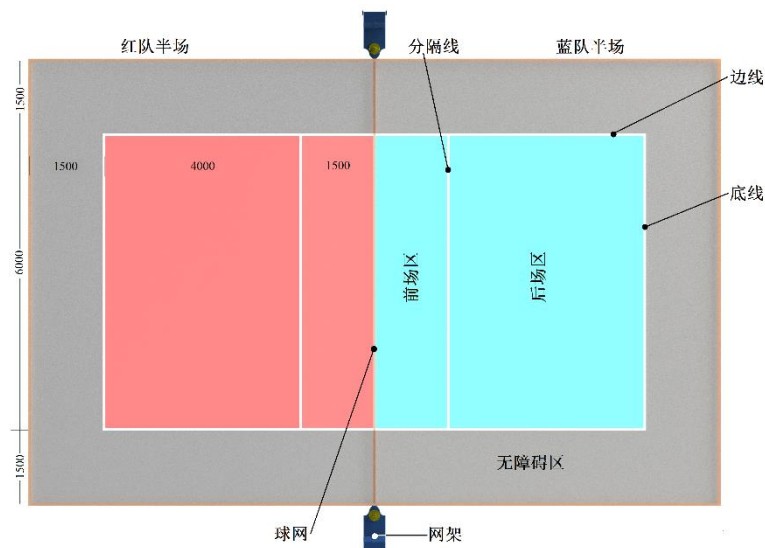 红队半场
分隔线
蓝队半场
边线
1500
1500
4000
1500
底线
6000
前场区
后场区
1500
无障碍区
球网
网架